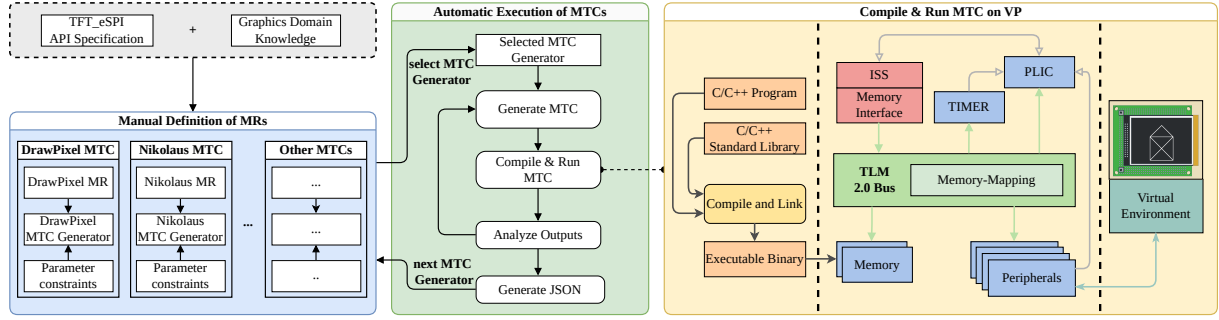 TFT_eSPI
API Specification
+
Graphics Domain
Knowledge
Manual Definition of MRs
DrawPixel MTC
DrawPixel MR
DrawPixel
MTC Generator
Parameter
constraints
Nikolaus MTC
Nikolaus MR
Nikolaus
MTC Generator
Parameter
constraints
...
Other MTCs
...
...
..
Automatic Execution of MTCs
select MTC
Generator
Selected MTC
Generator
Generate MTC
Compile & Run
MTC
Analyze Outputs
next MTC
Generator
Generate JSON
Compile & Run MTC on VP
C/C++ Program
C/C++
Standard Library
Compile and Link
Executable Binary
ISS
Memory
Interface
TIMER
PLIC
TLM
2.0 Bus
Memory-Mapping
Memory
Peripherals
Virtual
Environment